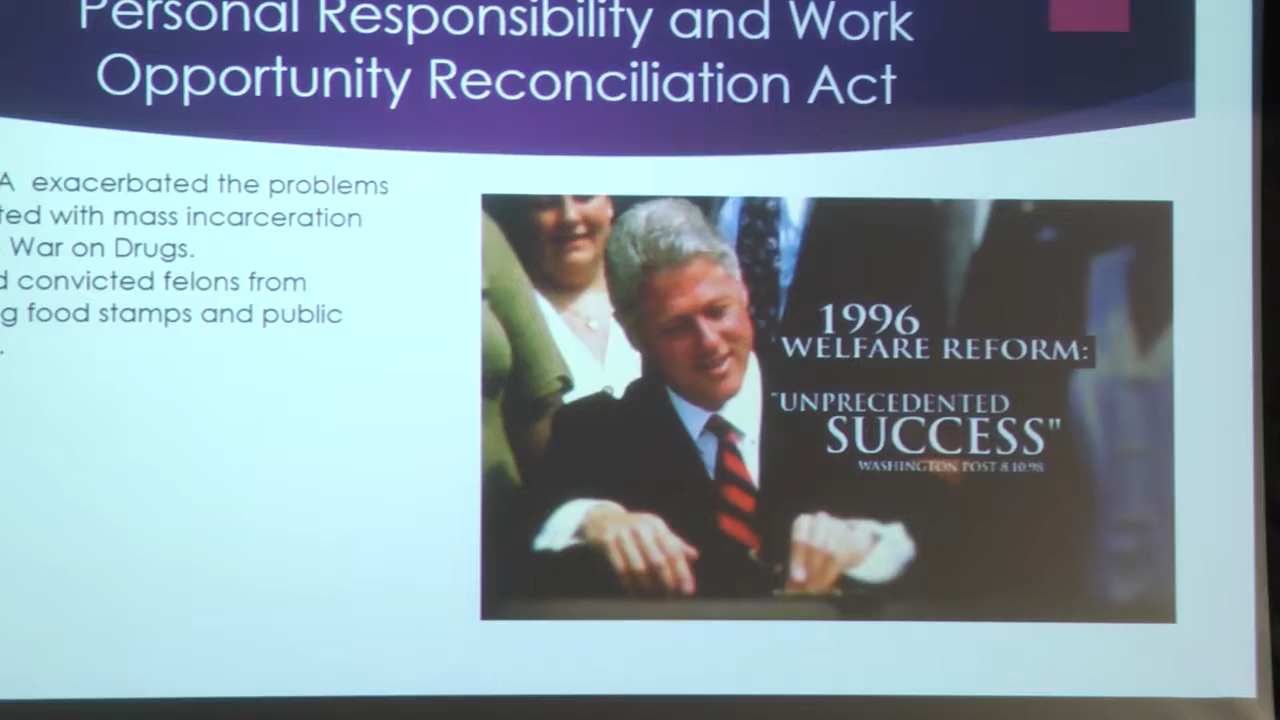 Personal Responsibility and Work
Opportunity Reconciliation Act
A exacerbated the problems
ted with mass incarceration
War on Drugs.
d convicted felons from
g food stamps and public
.
1996
WELFARE REFORM:
"UNPRECEDENTED
SUCCESS"
WASHINGTON POST 8.10.98